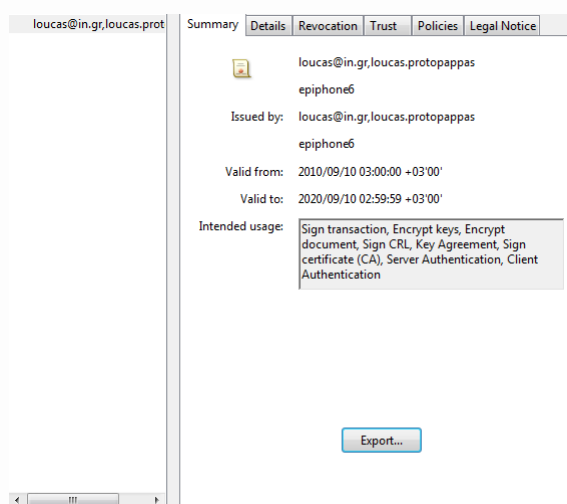 loucas@in.gr,loucas.prot
Summary Details Revocation Trust Policies Legal Notice
loucas@in.gr,loucas.protopappas
epiphone6
Issued by: loucas@in.gr,loucas.protopappas
epiphone6
Valid from: 2010/09/10 03:00:00 +03'00'
Valid to: 2020/09/10 02:59:59 +03'00'
Intended usage: Sign transaction, Encrypt keys, Encrypt
document, Sign CRL, Key Agreement, Sign
certificate (CA), Server Authentication, Client
Authentication
Export...